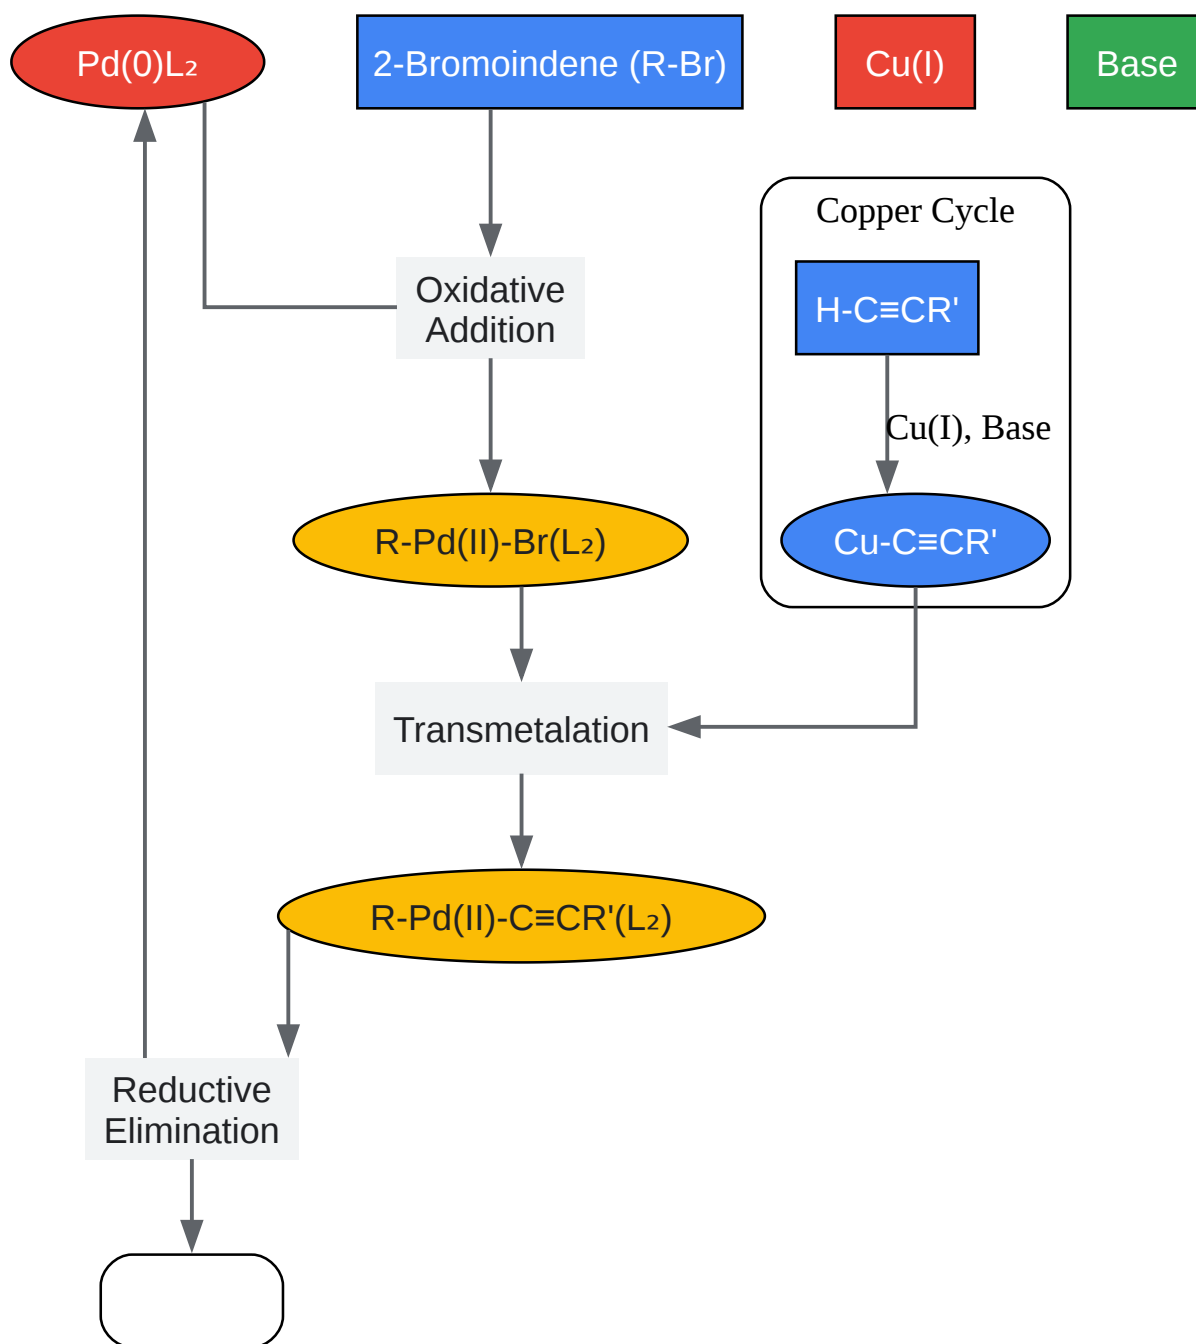 Pd(0)L₂
2-Bromoindene (R-Br)
Cu(I)
Base
Copper Cycle
Oxidative
Addition
H-C≡CR'
Cu(I), Base
R-Pd(II)-Br(L₂)
Cu-C≡CR'
Transmetalation
R-Pd(II)-C≡CR'(L₂)
Reductive
Elimination